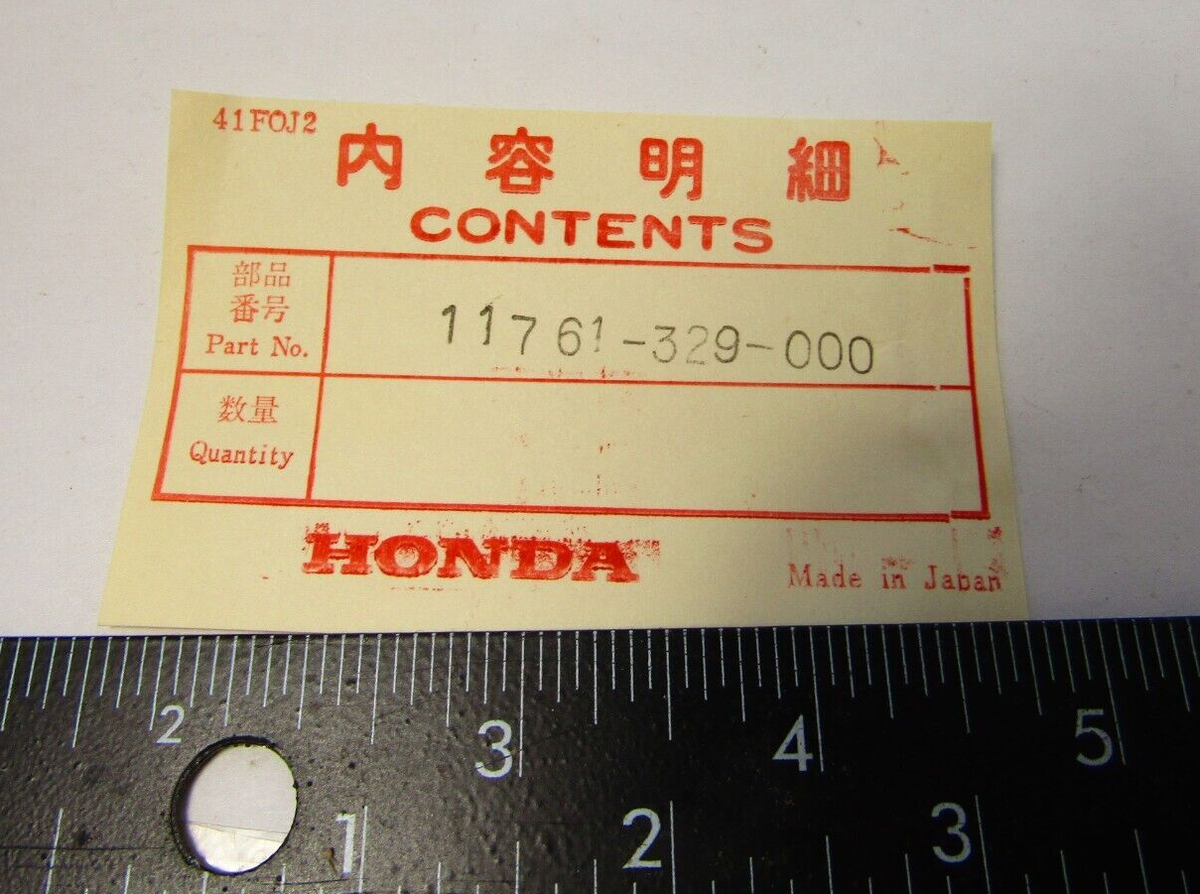 41FOJ2
内容明細
CONTENTS
部品
番号
Part No.
11761-329-000
数量
Quantity
HONDA
Made in Japan
2 3 4 5
1 2 3